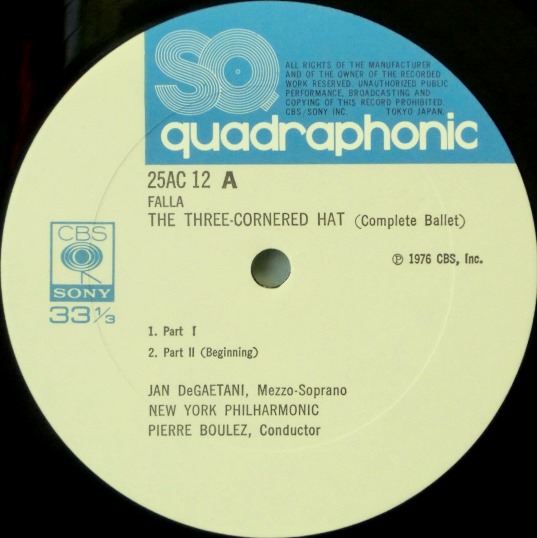 SQ
ALL RIGHTS OF THE MANUFACTURER
AND OF THE OWNER OF THE RECORDED
WORK RESERVED. UNAUTHORIZED PUBLIC
PERFORMANCE, BROADCASTING AND
COPYING OF THIS RECORD PROHIBITED.
CBS/SONY INC. TOKYO JAPAN.
quadraphonic
25AC 12 A
FALLA
THE THREE-CORNERED HAT (Complete Ballet)
℗ 1976 CBS, Inc.
CBS
SONY
33 1/3
1. Part I
2. Part II (Beginning)
JAN DeGAETANI, Mezzo-Soprano
NEW YORK PHILHARMONIC
PIERRE BOULEZ, Conductor